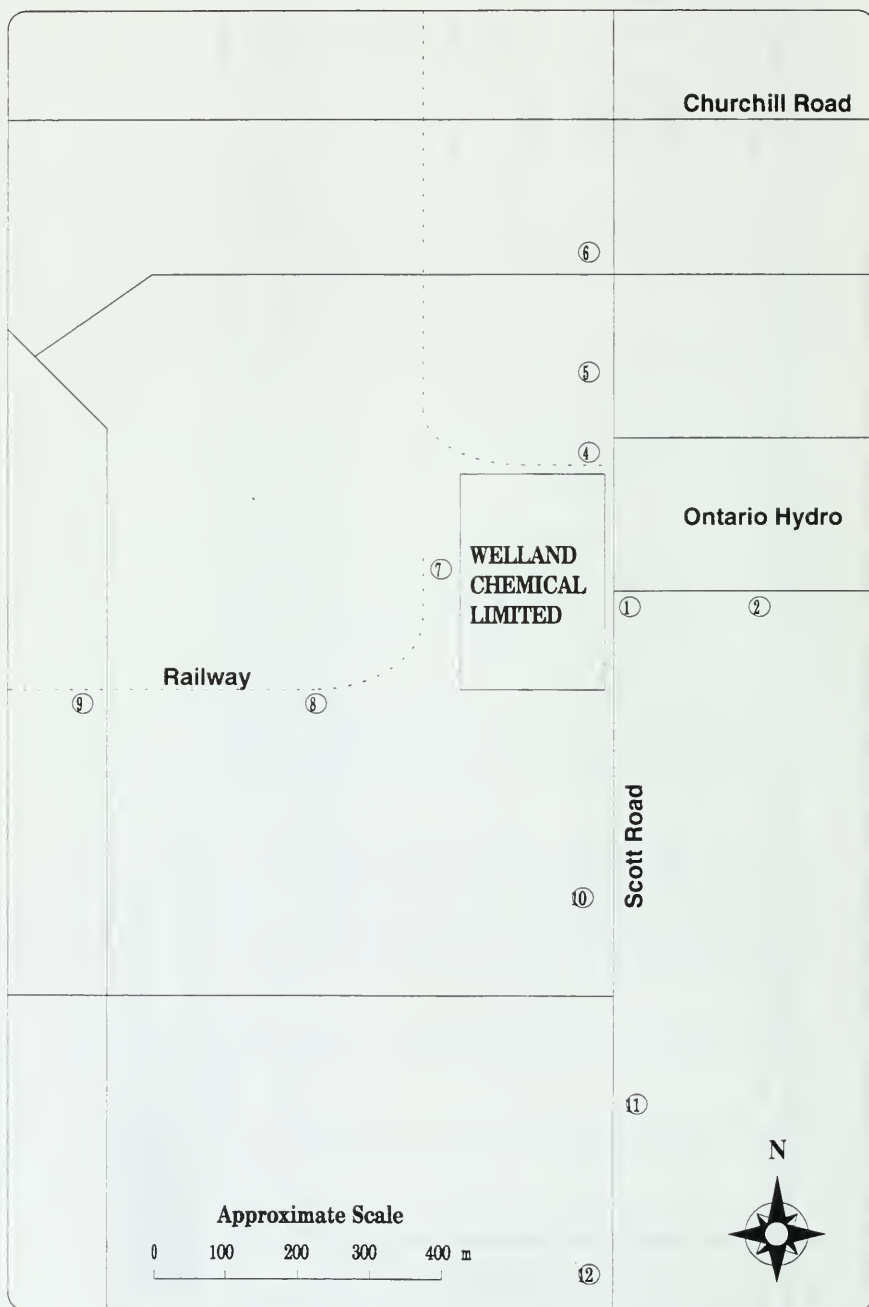 Churchill Road
⑥
⑤
④
Ontario Hydro
WELLAND
CHEMICAL
LIMITED
⑦
①
②
Railway
⑨
⑧
Scott Road
⑩
⑪
N
Approximate Scale
0 100 200 300 400 m
⑫